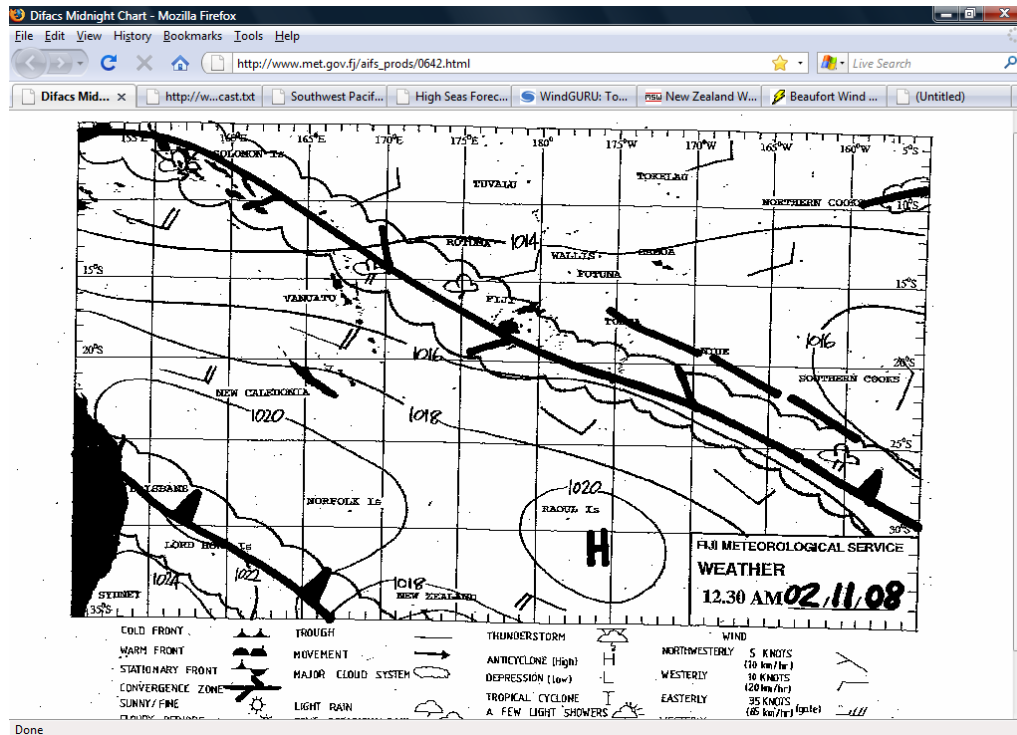 Difacs Midnight Chart - Mozilla Firefox
File Edit View History Bookmarks Tools Help
http://www.met.gov.fj/aifs_prods/0642.html
Live Search
Difacs Mid...
http://w...cast.txt
Southwest Pacif...
High Seas Forec...
WindGURU: To...
New Zealand W...
Beaufort Wind ...
(Untitled)
155°E 160°E 165°E 170°E 175°E 180° 175°W 170°W 165°W 160°W 5°S
SOLOMON Is
TUVALU
TOKELAU
NORTHERN COOKS
10°S
ROTUMA
1014
WALLIS
FUTUNA
15°S
15°S
VANUATU
FIJI
TONGA
1016
20°S
1016
NIUE
20°S
SOUTHERN COOKS
NEW CALEDONIA
1020
1018
25°S
BRISBANE
NORFOLK Is
1020
RAOUL Is
30°S
H
LORD HOWE Is
1024
1022
1018
SYDNEY
NEW ZEALAND
35°S
FIJI METEOROLOGICAL SERVICE
WEATHER
12.30 AM 02.11.08
COLD FRONT
WARM FRONT
STATIONARY FRONT
CONVERGENCE ZONE
SUNNY/FINE
TROUGH
MOVEMENT
MAJOR CLOUD SYSTEM
LIGHT RAIN
THUNDERSTORM
ANTICYCLONE (High) H
DEPRESSION (Low) L
TROPICAL CYCLONE
A FEW LIGHT SHOWERS
WIND
NORTHWESTERLY 5 KNOTS
(10 km/hr)
WESTERLY 10 KNOTS
(20km/hr)
EASTERLY 35 KNOTS
(65 km/hr) (gale)
Done